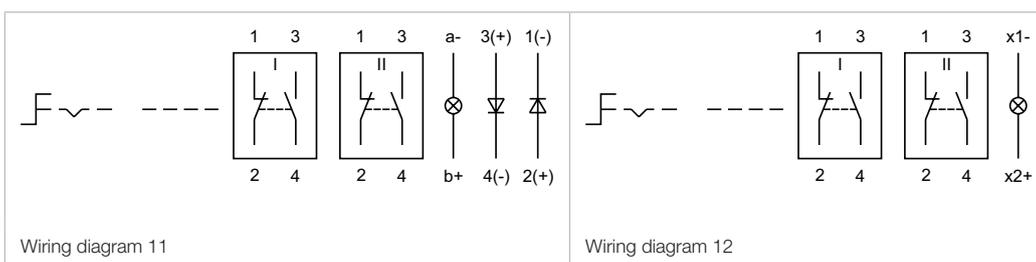 1 3 1 3 a- 3(+) 1(-)
I II
2 4 2 4 b+ 4(-) 2(+)
Wiring diagram 11
1 3 1 3 x1-
I II
2 4 2 4 x2+
Wiring diagram 12